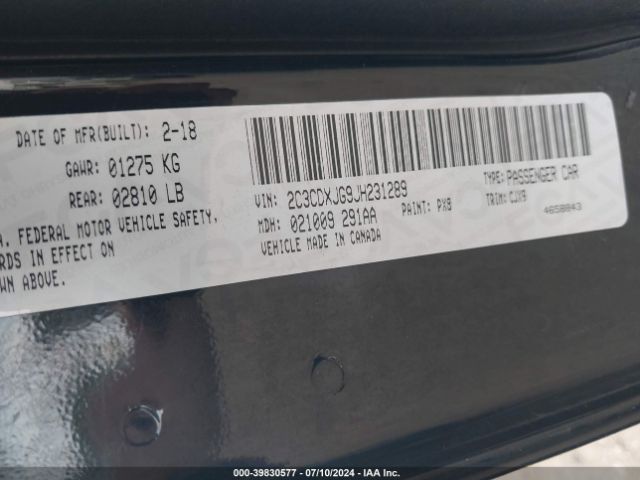 DATE OF MFR(BUILT): 2-18
GAWR: 01275 KG
REAR: 02810 LB
FEDERAL MOTOR VEHICLE SAFETY,
RDS IN EFFECT ON
WN ABOVE.
VIN: 2C3CDXJG9JH231289
TYPE: PASSENGER CAR
MDH: 021009 291AA
PAINT: PX8
TRIM: CJX9
VEHICLE MADE IN CANADA
4658843
000-39830577 / 07/10/2024 / IAA Inc.